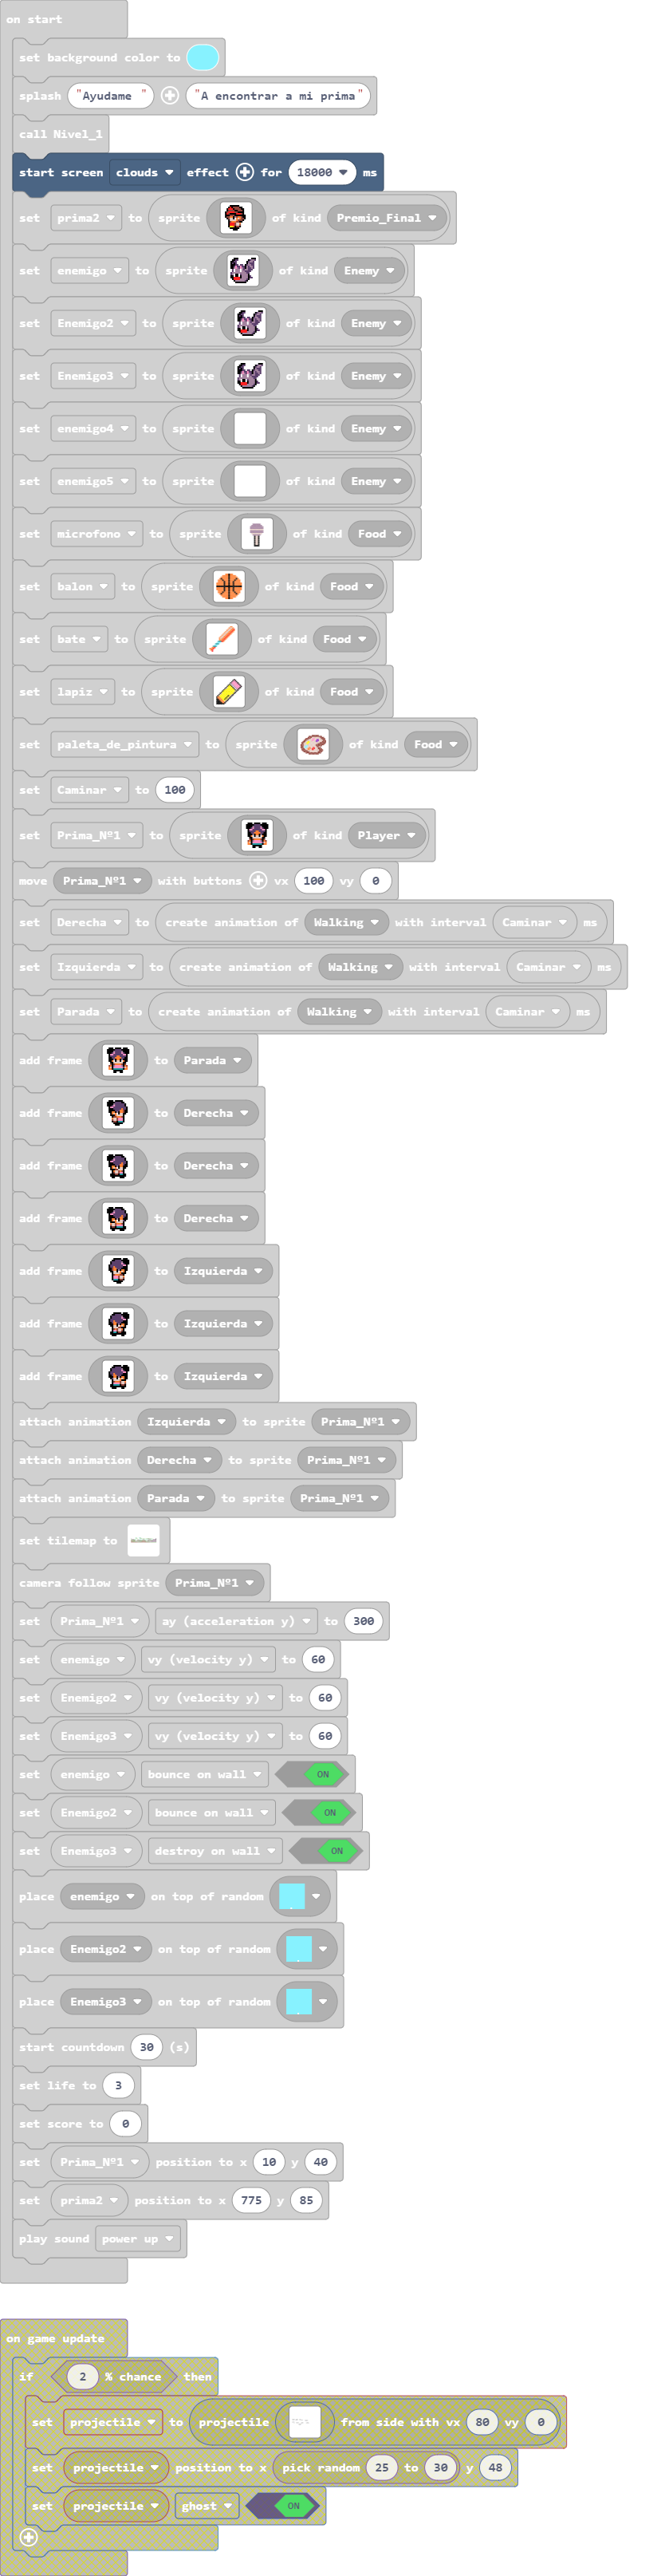 on start
set background color to
splash "Ayudame " "A encontrar a mi prima"
call Nivel_1
start screen clouds effect for 18000 ms
set prima2 to sprite of kind Premio_Final
set enemigo to sprite of kind Enemy
set Enemigo2 to sprite of kind Enemy
set Enemigo3 to sprite of kind Enemy
set enemigo4 to sprite of kind Enemy
set enemigo5 to sprite of kind Enemy
set microfono to sprite of kind Food
set balon to sprite of kind Food
set bate to sprite of kind Food
set lapiz to sprite of kind Food
set paleta_de_pintura to sprite of kind Food
set Caminar to 100
set Prima_Nº1 to sprite of kind Player
move Prima_Nº1 with buttons vx 100 vy 0
set Derecha to create animation of Walking with interval Caminar ms
set Izquierda to create animation of Walking with interval Caminar ms
set Parada to create animation of Walking with interval Caminar ms
add frame to Parada
add frame to Derecha
add frame to Derecha
add frame to Derecha
add frame to Izquierda
add frame to Izquierda
add frame to Izquierda
attach animation Izquierda to sprite Prima_Nº1
attach animation Derecha to sprite Prima_Nº1
attach animation Parada to sprite Prima_Nº1
set tilemap to
camera follow sprite Prima_Nº1
set Prima_Nº1 ay (acceleration y) to 300
set enemigo vy (velocity y) to 60
set Enemigo2 vy (velocity y) to 60
set Enemigo3 vy (velocity y) to 60
set enemigo bounce on wall ON
set Enemigo2 bounce on wall ON
set Enemigo3 destroy on wall ON
place enemigo on top of random
place Enemigo2 on top of random
place Enemigo3 on top of random
start countdown 30 (s)
set life to 3
set score to 0
set Prima_Nº1 position to x 10 y 40
set prima2 position to x 775 y 85
play sound power up
on game update
if 2 % chance then
set projectile to projectile from side with vx 80 vy 0
set projectile position to x pick random 25 to 30 y 48
set projectile ghost ON